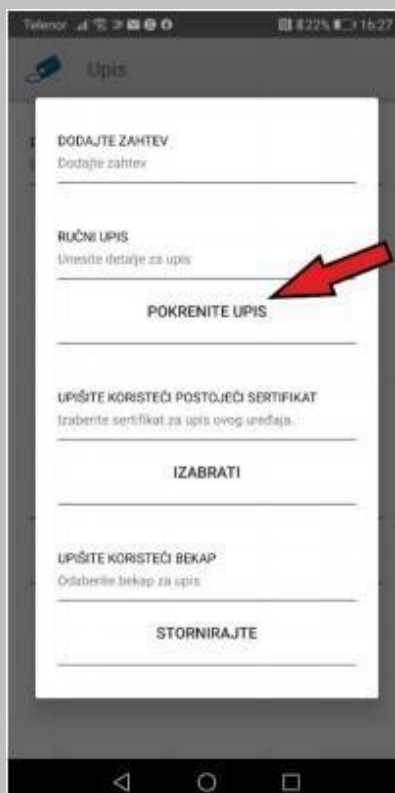 Telenor 22% 16:27
Upis
DODAJTE ZAHTEV
Dodajte zahtev
RUČNI UPIS
Unesite detalje za upis
POKRENITE UPIS
UPIŠITE KORISTEĆI POSTOJEĆI SERTIFIKAT
Izaberite sertifikat za upis ovog uređaja.
IZABRATI
UPIŠITE KORISTEĆI BEKAP
Odaberite bekap za upis
STORNIRAJTE